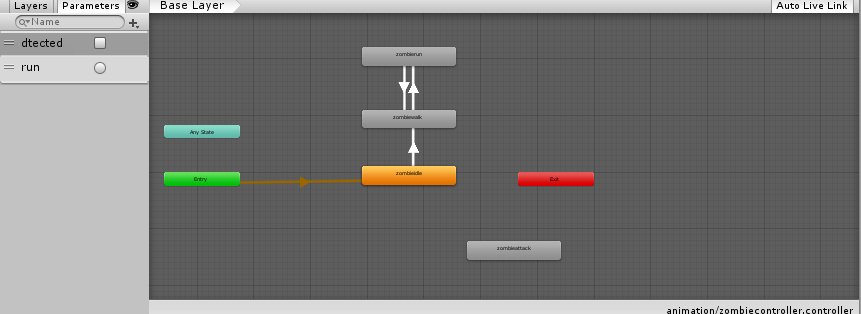 Layers Parameters Base Layer Auto Live Link
Name
dtected
run
zombierun
zombiewalk
Any State
zombieidle
Entry
Exit
zombieattack
animation/zombiecontroller.controller